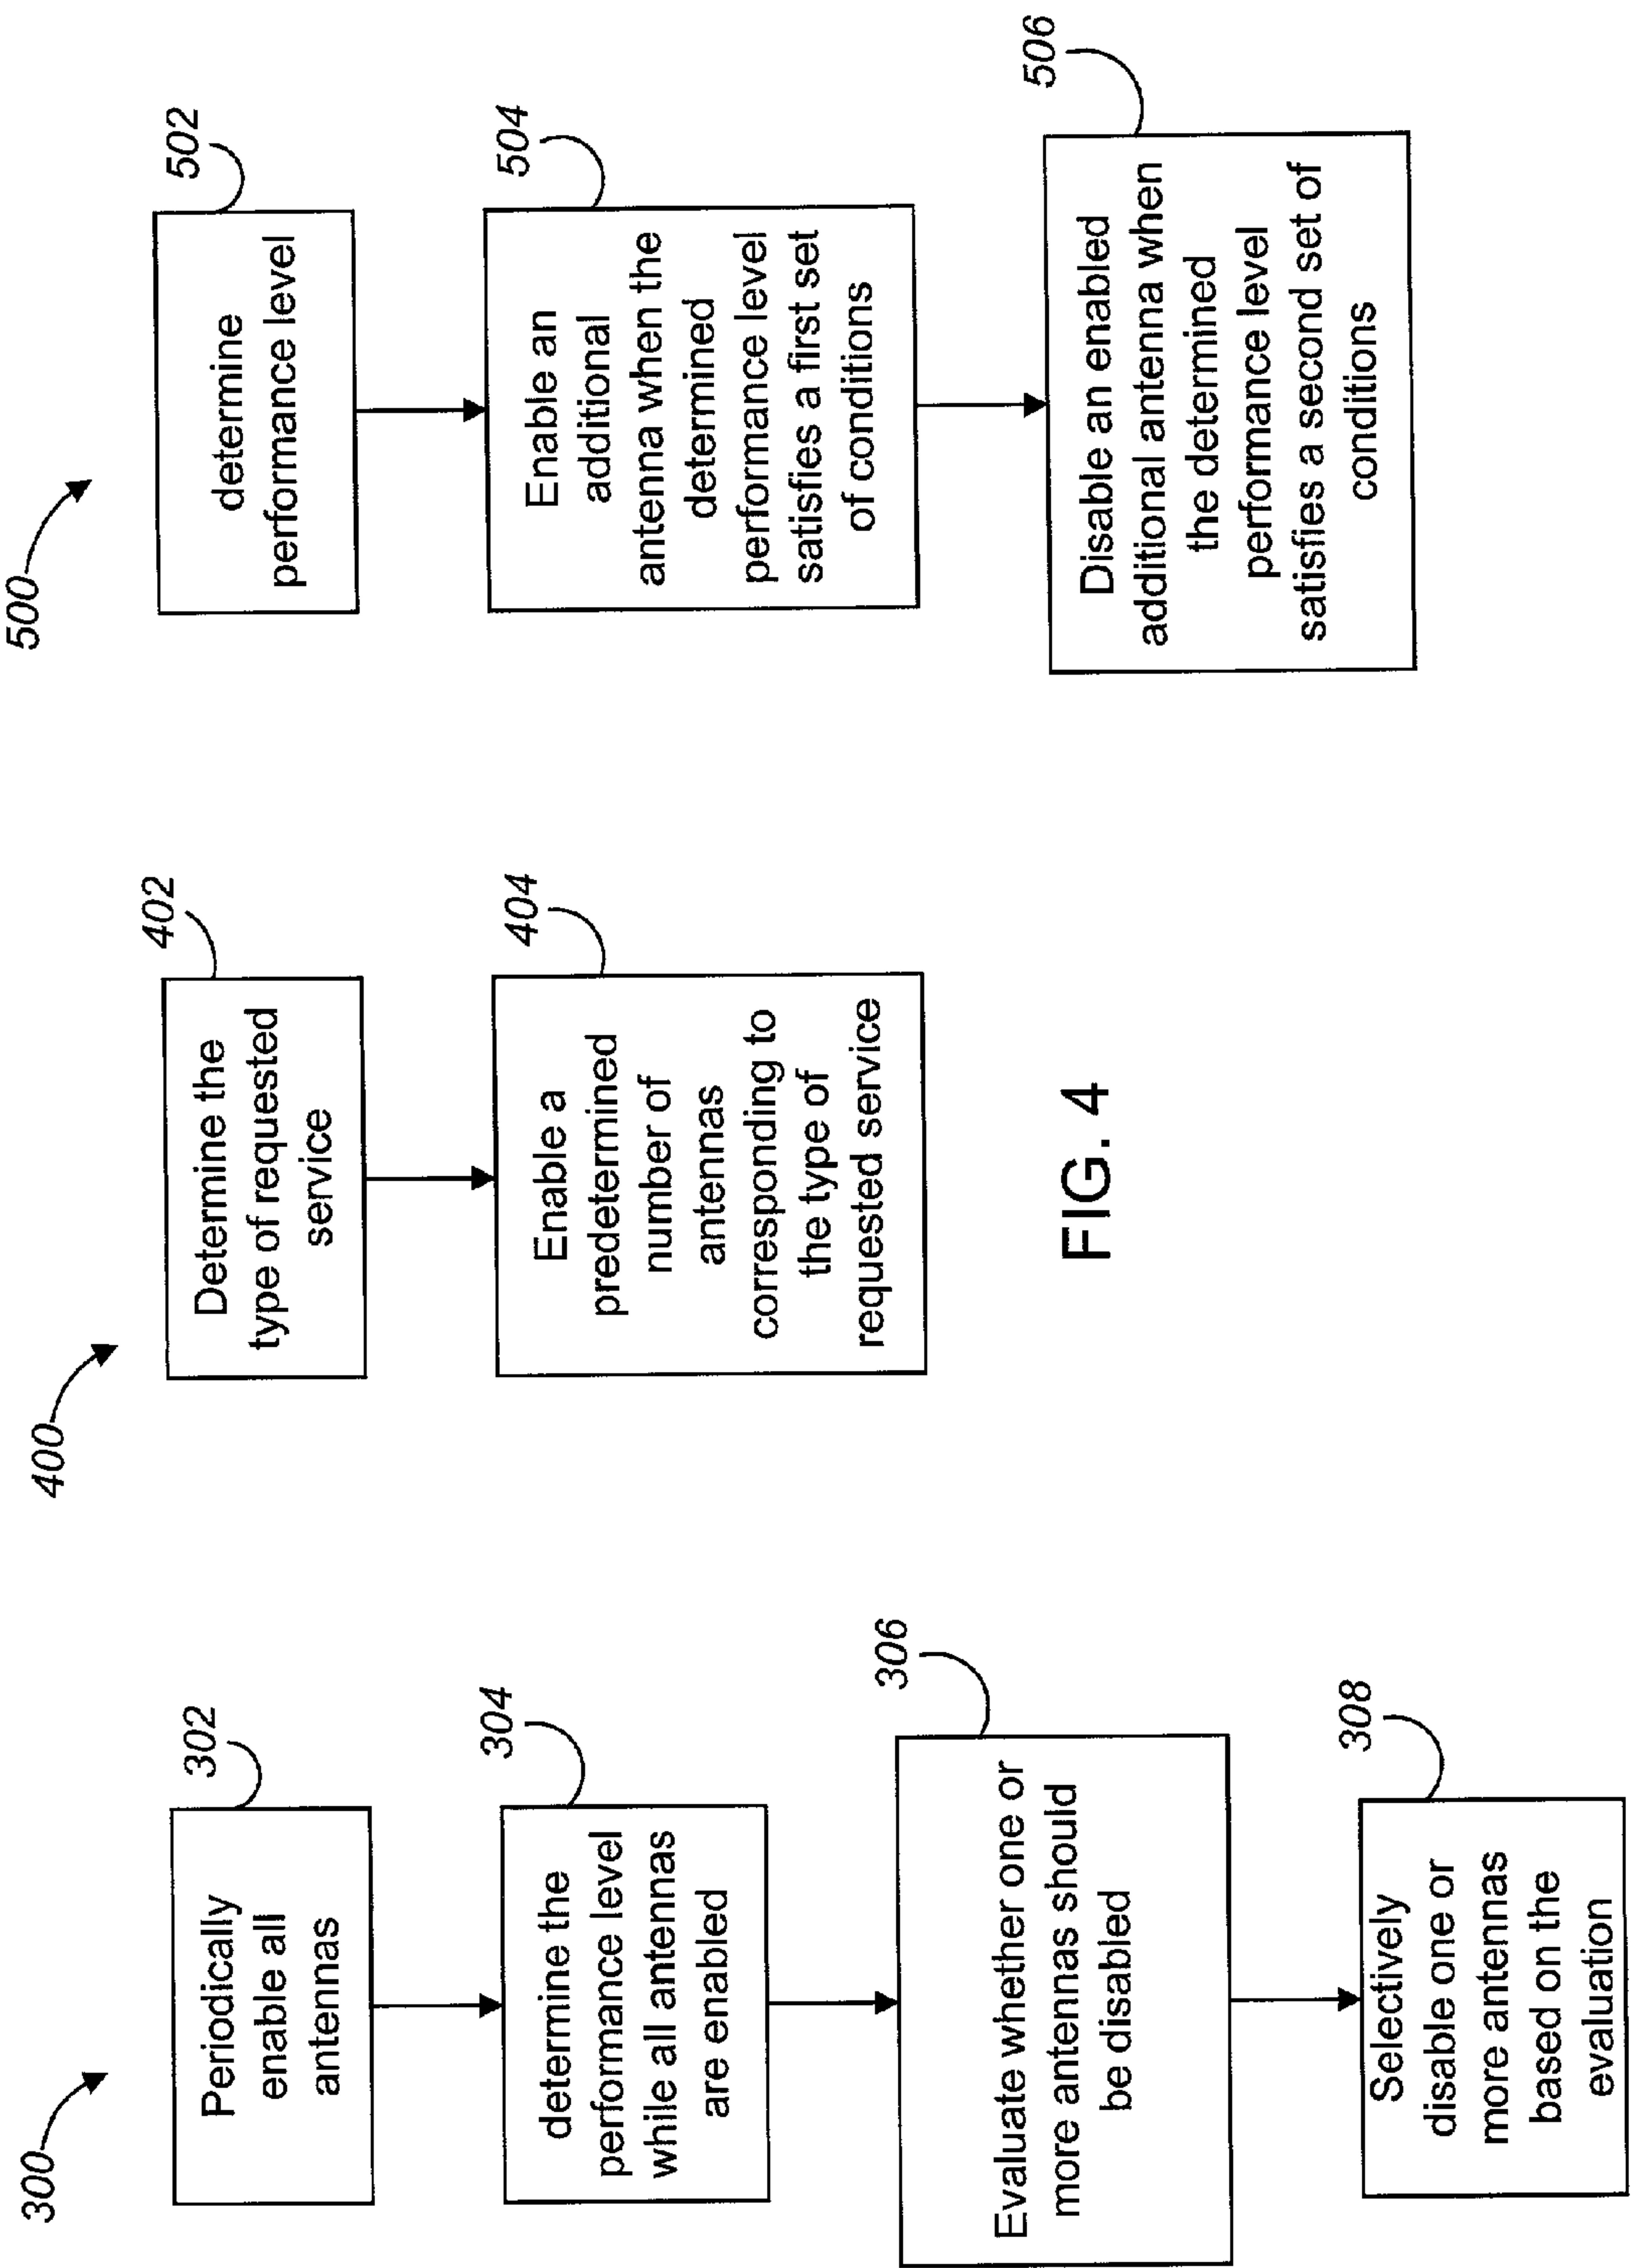 300
302
Periodically
enable all
antennas
304
determine the
performance level
while all antennas
are enabled
306
Evaluate whether one or
more antennas should
be disabled
308
Selectively
disable one or
more antennas
based on the
evaluation
400
402
Determine the
type of requested
service
404
Enable a
predetermined
number of
antennas
corresponding to
the type of
requested service
FIG. 4
500
502
determine
performance level
504
Enable an
additional
antenna when the
determined
performance level
satisfies a first set
of conditions
506
Disable an enabled
additional antenna when
the determined
performance level
satisfies a second set of
conditions